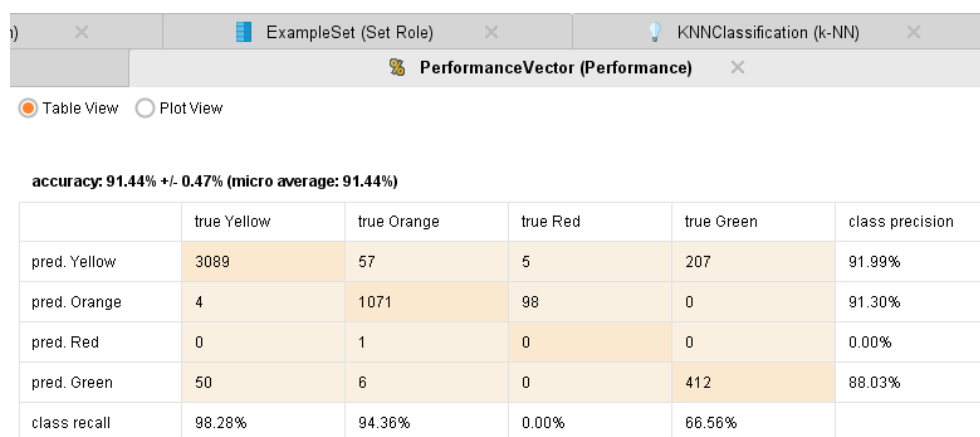 ExampleSet (Set Role) KNNClassification (k-NN)
PerformanceVector (Performance)
Table View Plot View
accuracy: 91.44% +/- 0.47% (micro average: 91.44%)
true Yellow true Orange true Red true Green class precision
pred. Yellow 3089 57 5 207 91.99%
pred. Orange 4 1071 98 0 91.30%
pred. Red 0 1 0 0 0.00%
pred. Green 50 6 0 412 88.03%
class recall 98.28% 94.36% 0.00% 66.56%